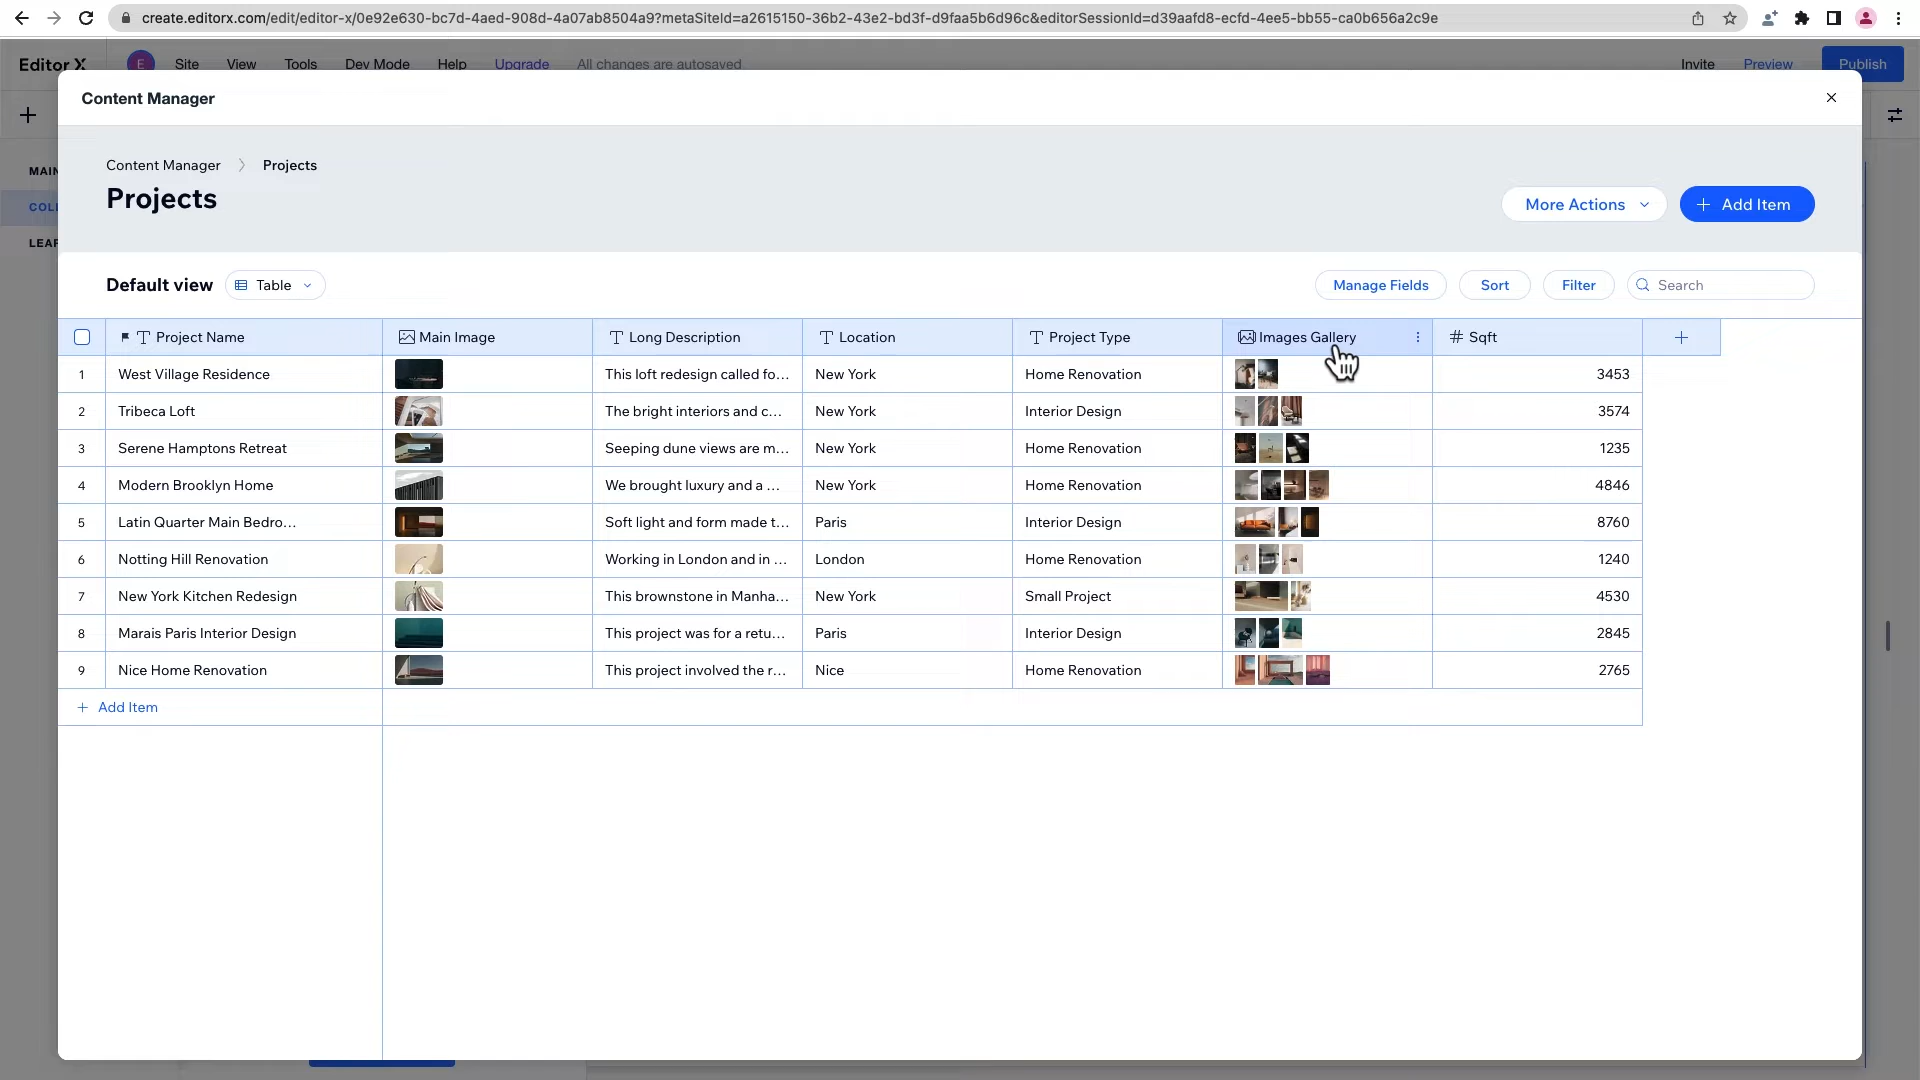 create.editorx.com/edit/editor-x/0e92e630-bc7d-4aed-908d-4a07ab8504a9?metaSiteId=a2615150-36b2-43e2-bd3f-d9faa5b6d96c&editorSessionId=d39aafd8-ecfd-4ee5-bb55-ca0b656a2c9e
Editor X E Site View Tools Dev Mode Help Upgrade All changes are autosaved Invite Preview Publish
Content Manager
MAIN
COLL
LEAR
Content Manager Projects
Projects
More Actions Add Item
Default view Table Manage Fields Sort Filter Search
Project Name Main Image Long Description Location Project Type Images Gallery # Sqft
1 West Village Residence This loft redesign called fo... New York Home Renovation 3453
2 Tribeca Loft The bright interiors and c... New York Interior Design 3574
3 Serene Hamptons Retreat Seeping dune views are m... New York Home Renovation 1235
4 Modern Brooklyn Home We brought luxury and a ... New York Home Renovation 4846
5 Latin Quarter Main Bedro... Soft light and form made t... Paris Interior Design 8760
6 Notting Hill Renovation Working in London and in ... London Home Renovation 1240
7 New York Kitchen Redesign This brownstone in Manha... New York Small Project 4530
8 Marais Paris Interior Design This project was for a retu... Paris Interior Design 2845
9 Nice Home Renovation This project involved the r... Nice Home Renovation 2765
+ Add Item